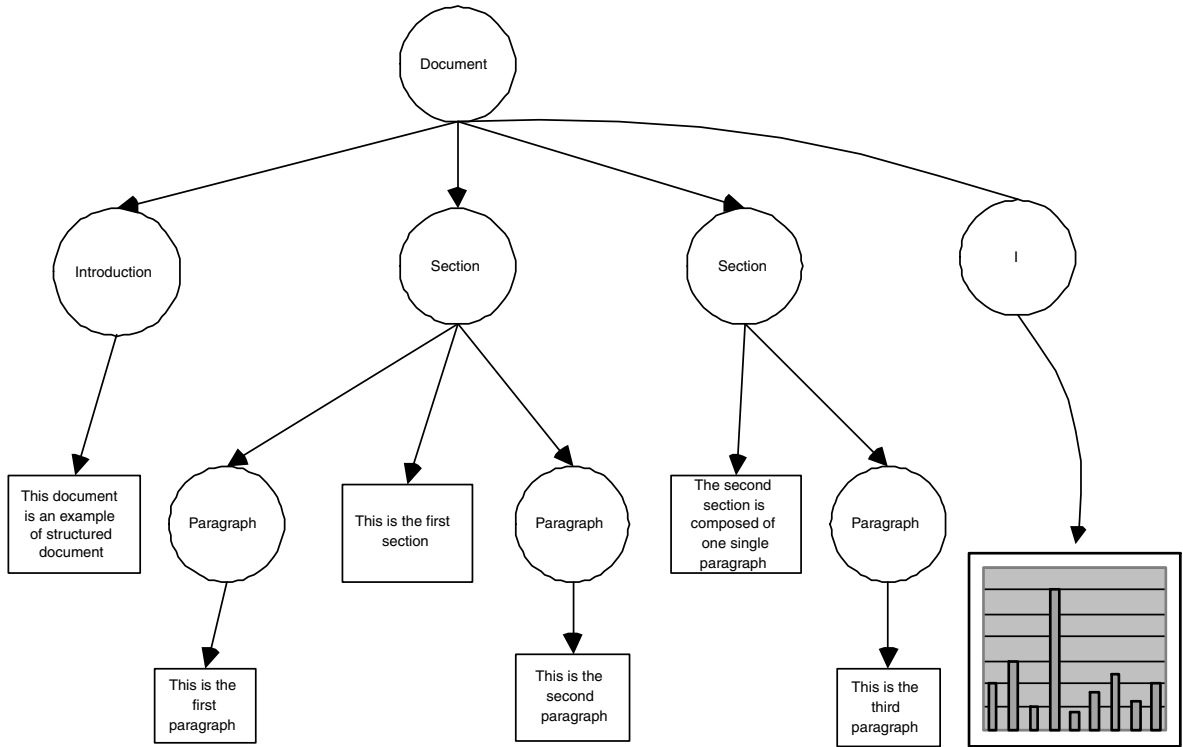 Document
Introduction
Section
Section
I
This document
is an example
of structured
document
Paragraph
This is the first
section
Paragraph
The second
section is
composed of
one single
paragraph
Paragraph
This is the
first
paragraph
This is the
second
paragraph
This is the
third
paragraph